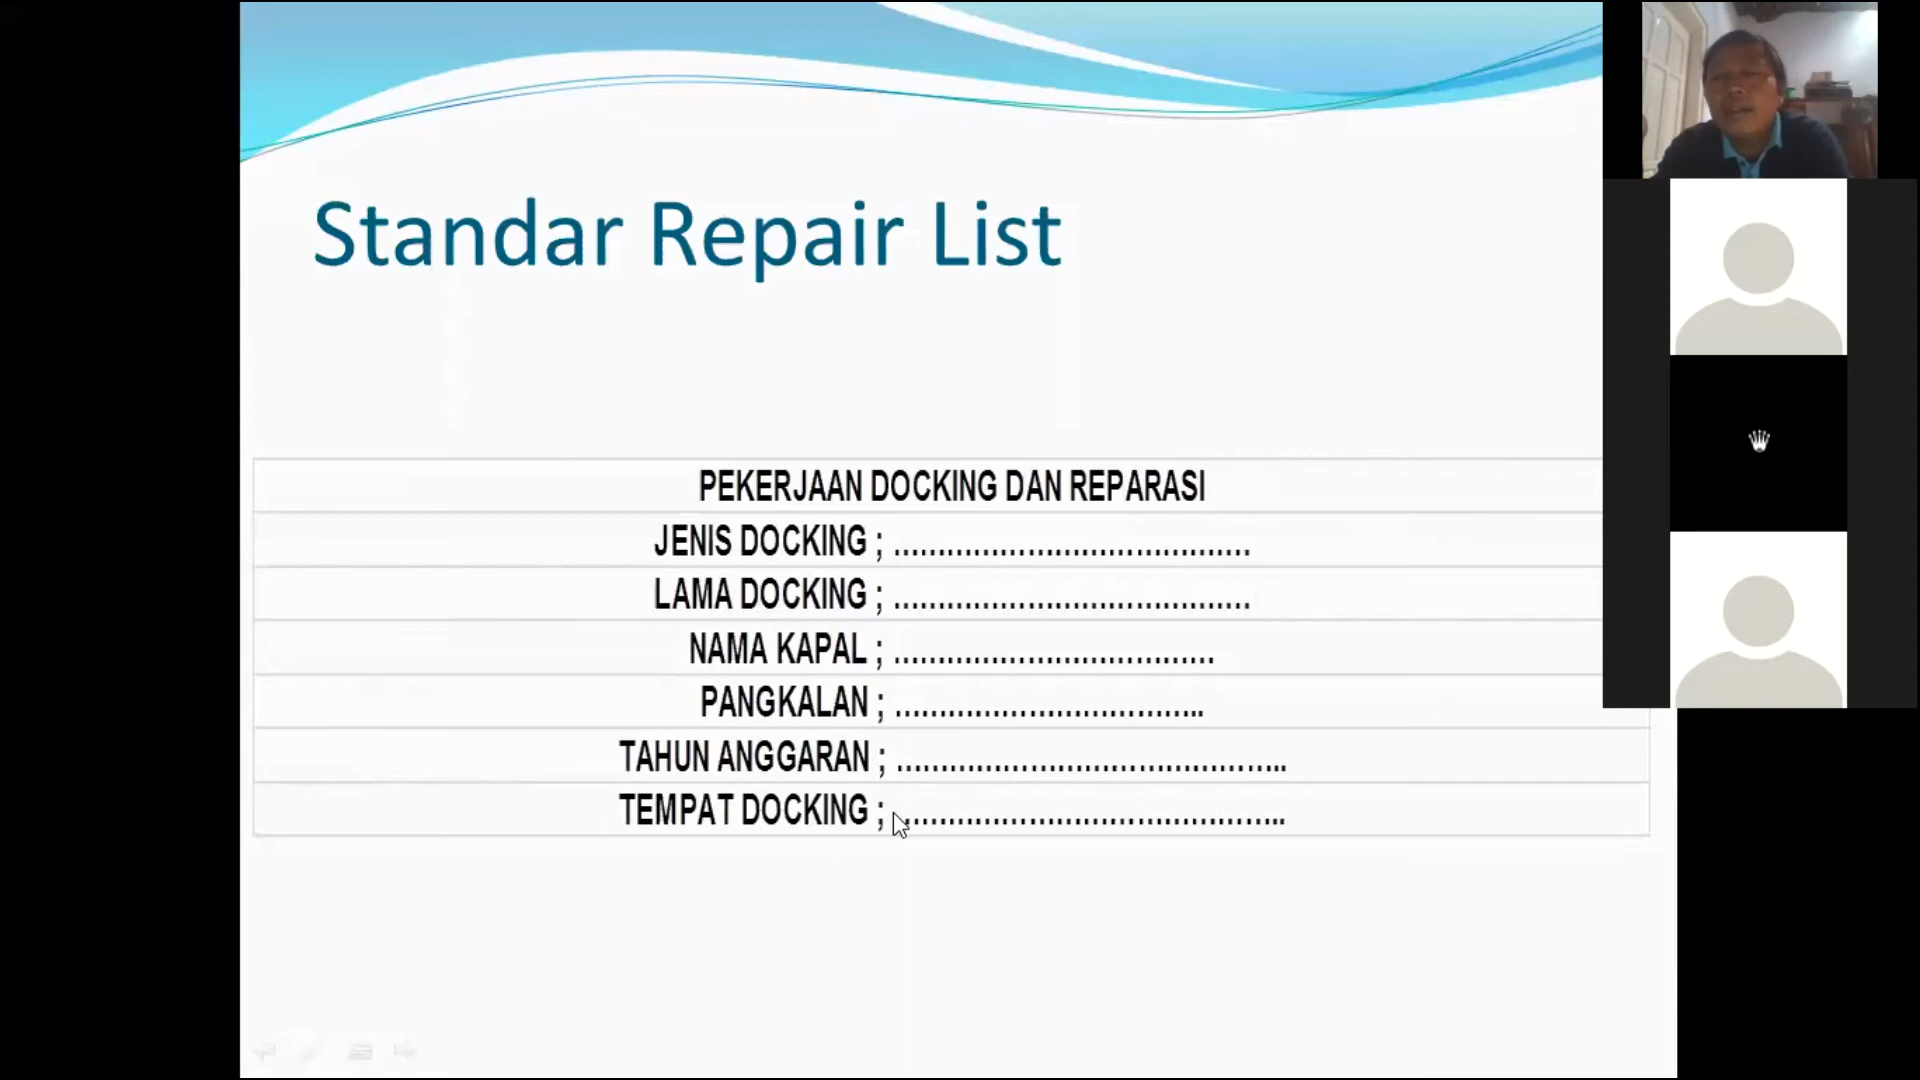 Standar Repair List
PEKERJAAN DOCKING DAN REPARASI
JENIS DOCKING ; ........................................
LAMA DOCKING ; ........................................
NAMA KAPAL ; ....................................
PANGKALAN ; ..................................
TAHUN ANGGARAN ; ...........................................
TEMPAT DOCKING ; ...........................................